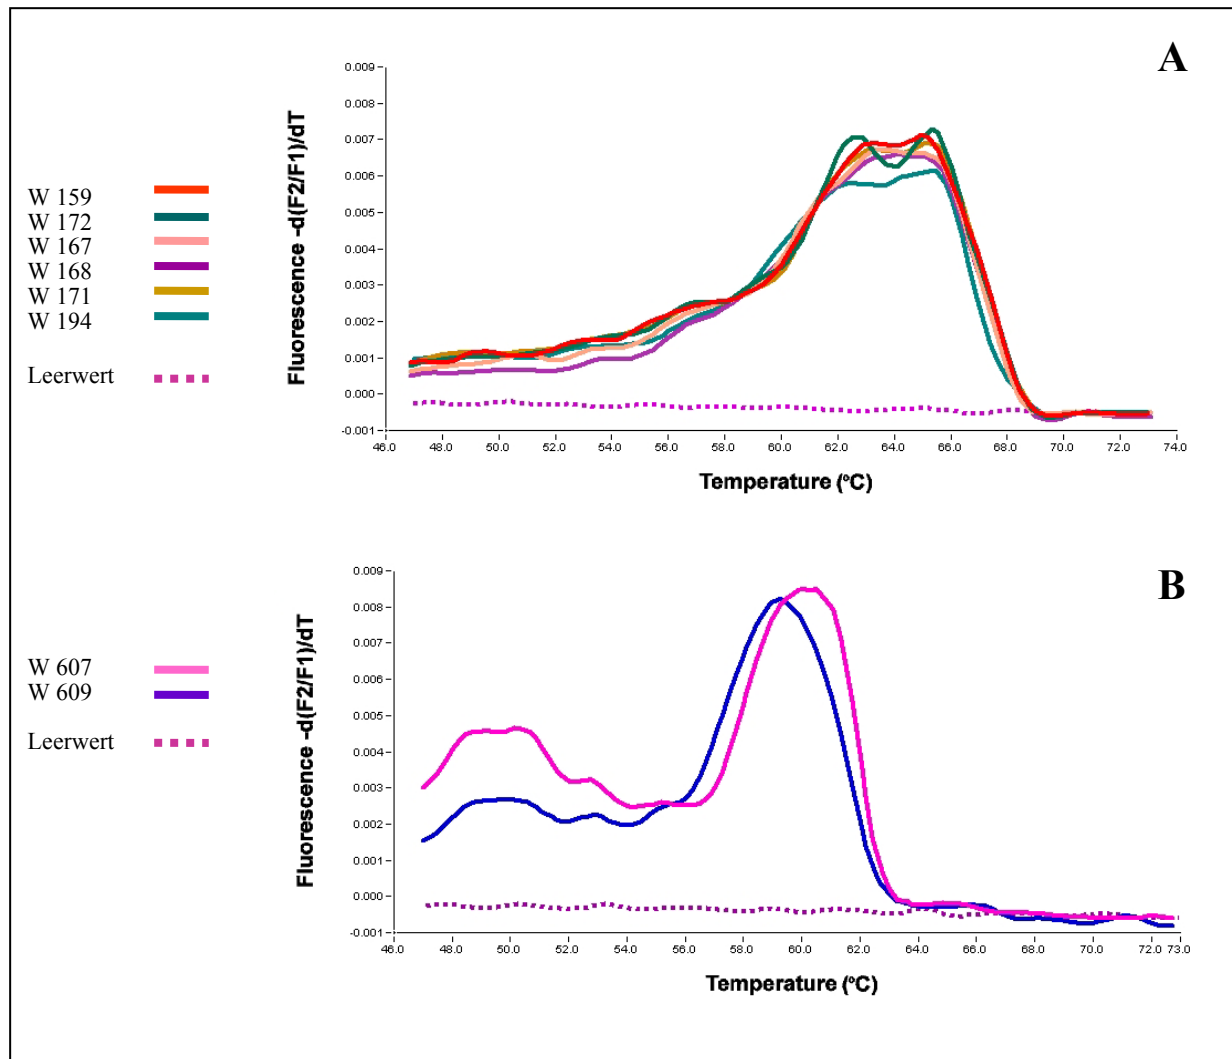 A
W 159
W 172
W 167
W 168
W 171
W 194
Leerwert
Fluorescence -d(F2/F1)/dT
0.009
0.008
0.007
0.006
0.005
0.004
0.003
0.002
0.001
0.000
-0.001
46.0 48.0 50.0 52.0 54.0 56.0 58.0 60.0 62.0 64.0 66.0 68.0 70.0 72.0 74.0
Temperature (°C)
B
W 607
W 609
Leerwert
Fluorescence -d(F2/F1)/dT
0.009
0.008
0.007
0.006
0.005
0.004
0.003
0.002
0.001
0.000
-0.001
46.0 48.0 50.0 52.0 54.0 56.0 58.0 60.0 62.0 64.0 66.0 68.0 70.0 72.0 73.0
Temperature (°C)